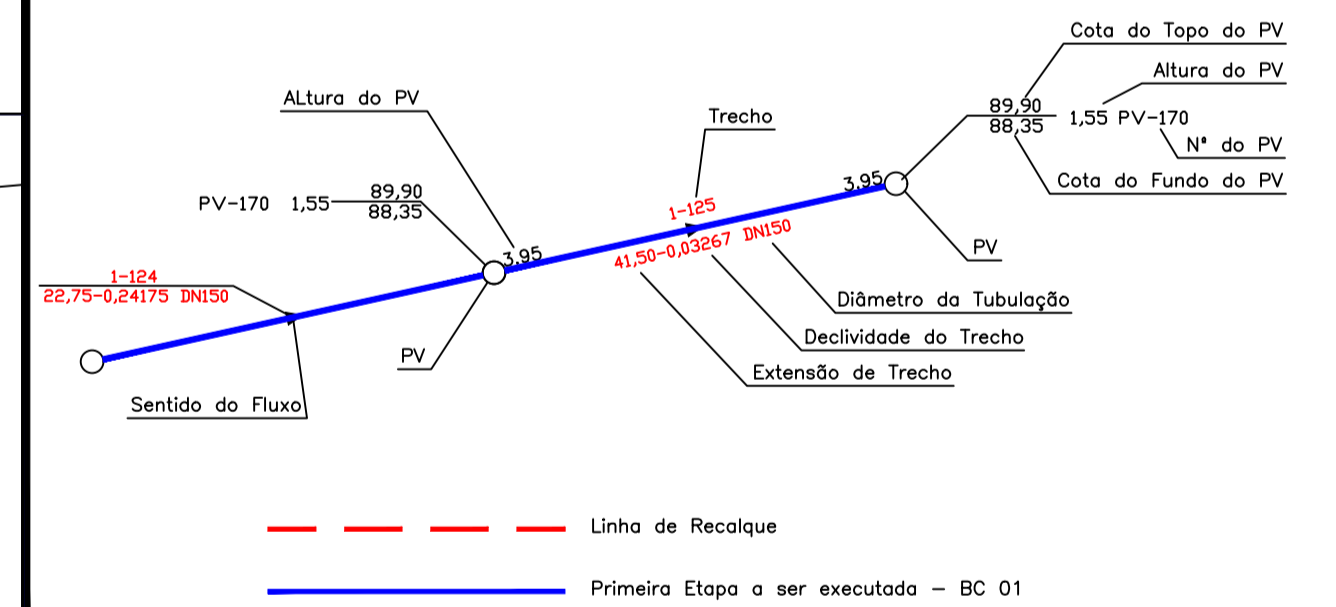 Cota do Topo do PV
Altura do PV
89,90
88,35
1,55 PV-170
Nº do PV
Cota do Fundo do PV
ALtura do PV
Trecho
PV-170 1,55
89,90
88,35
3.95
1-125
41,50-0,03267 DN150
3.95
PV
1-124
22,75-0,24175 DN150
Diâmetro da Tubulação
Declividade do Trecho
PV
Extensão de Trecho
Sentido do Fluxo
Linha de Recalque
Primeira Etapa a ser executada - BC 01